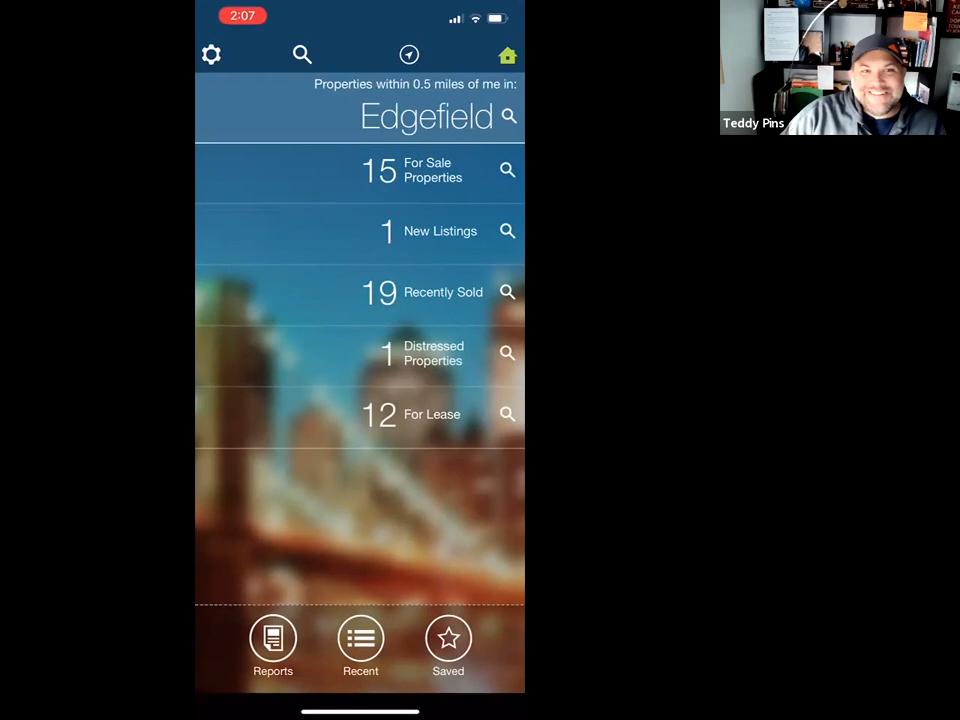 2:07
Properties within 0.5 miles of me in:
Edgefield
15 For Sale
Properties
1 New Listings
19 Recently Sold
1 Distressed
Properties
12 For Lease
Reports
Recent
Saved
Teddy Pins